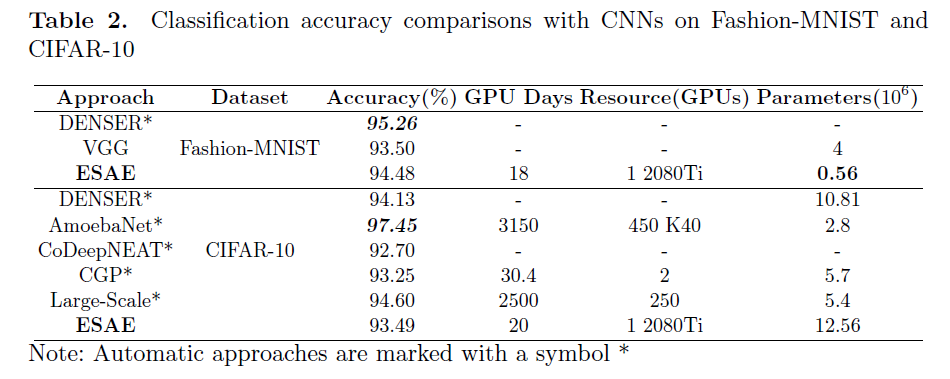 Table 2. Classification accuracy comparisons with CNNs on Fashion-MNIST and
CIFAR-10
Approach Dataset Accuracy(%) GPU Days Resource(GPUs) Parameters(10⁶)
DENSER* 95.26 - - -
VGG Fashion-MNIST 93.50 - - 4
ESAE 94.48 18 1 2080Ti 0.56
DENSER* 94.13 - - 10.81
AmoebaNet* 97.45 3150 450 K40 2.8
CoDeepNEAT* CIFAR-10 92.70 - - -
CGP* 93.25 30.4 2 5.7
Large-Scale* 94.60 2500 250 5.4
ESAE 93.49 20 1 2080Ti 12.56
Note: Automatic approaches are marked with a symbol *